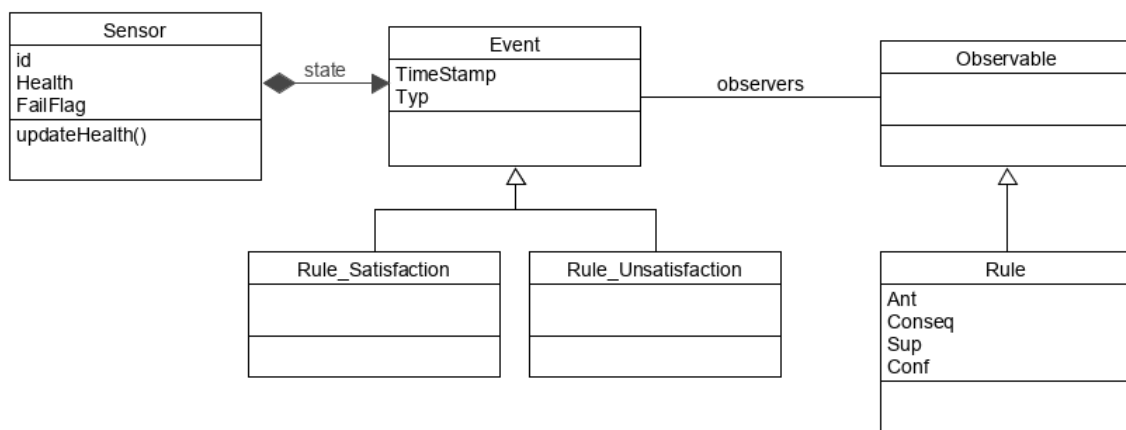 Sensor
id
Health
FailFlag
updateHealth()
state
Event
TimeStamp
Typ
observers
Observable
Rule_Satisfaction
Rule_Unsatisfaction
Rule
Ant
Conseq
Sup
Conf